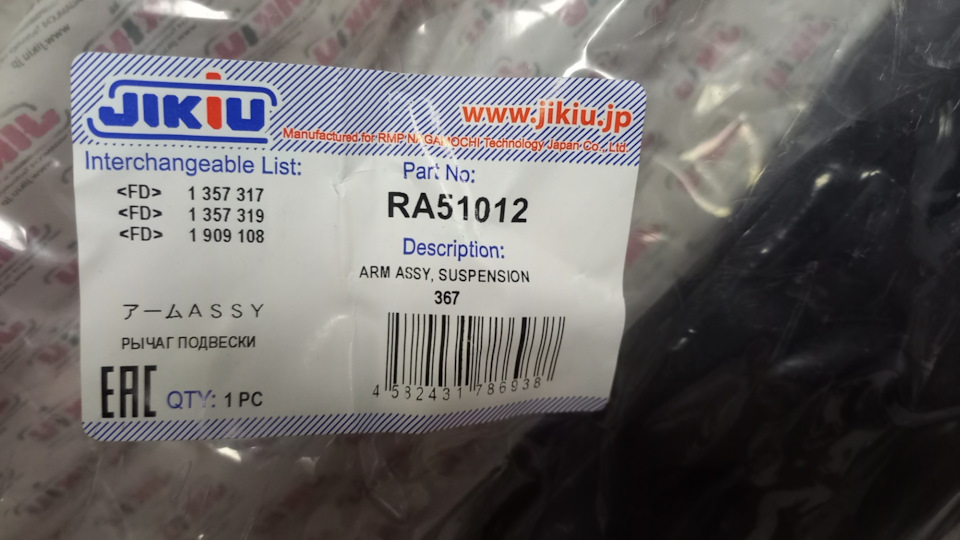 JIKIU
www.jikiu.jp
Manufactured for RMP NAGAMOCHI Technology Japan Co., Ltd.
Interchangeable List:
<FD> 1 357 317
<FD> 1 357 319
<FD> 1 909 108
アームASSY
РЫЧАГ ПОДВЕСКИ
EAC QTY: 1 PC
Part No:
RA51012
Description:
ARM ASSY, SUSPENSION
367
4 582431 786938